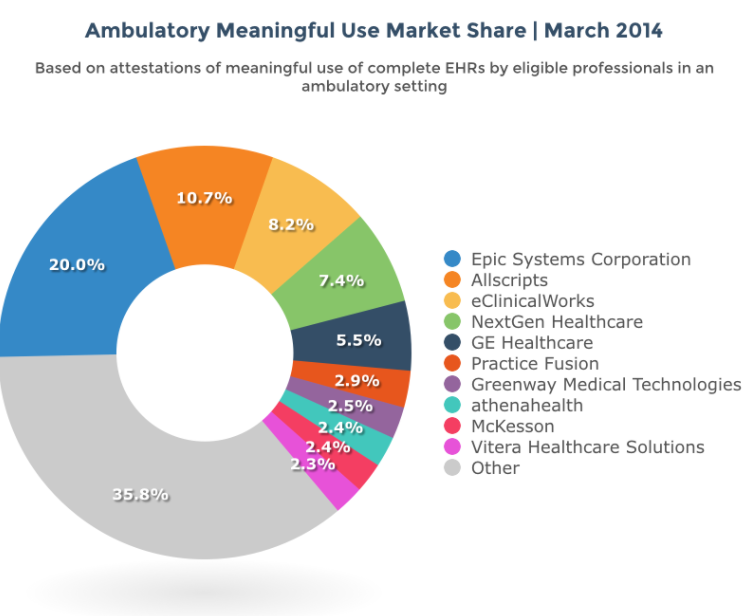 Ambulatory Meaningful Use Market Share | March 2014
Based on attestations of meaningful use of complete EHRs by eligible professionals in an
ambulatory setting
10.7%
8.2%
20.0%
7.4%
5.5%
2.9%
2.5%
2.4%
2.4%
2.3%
35.8%
Epic Systems Corporation
Allscripts
eClinicalWorks
NextGen Healthcare
GE Healthcare
Practice Fusion
Greenway Medical Technologies
athenahealth
McKesson
Vitera Healthcare Solutions
Other